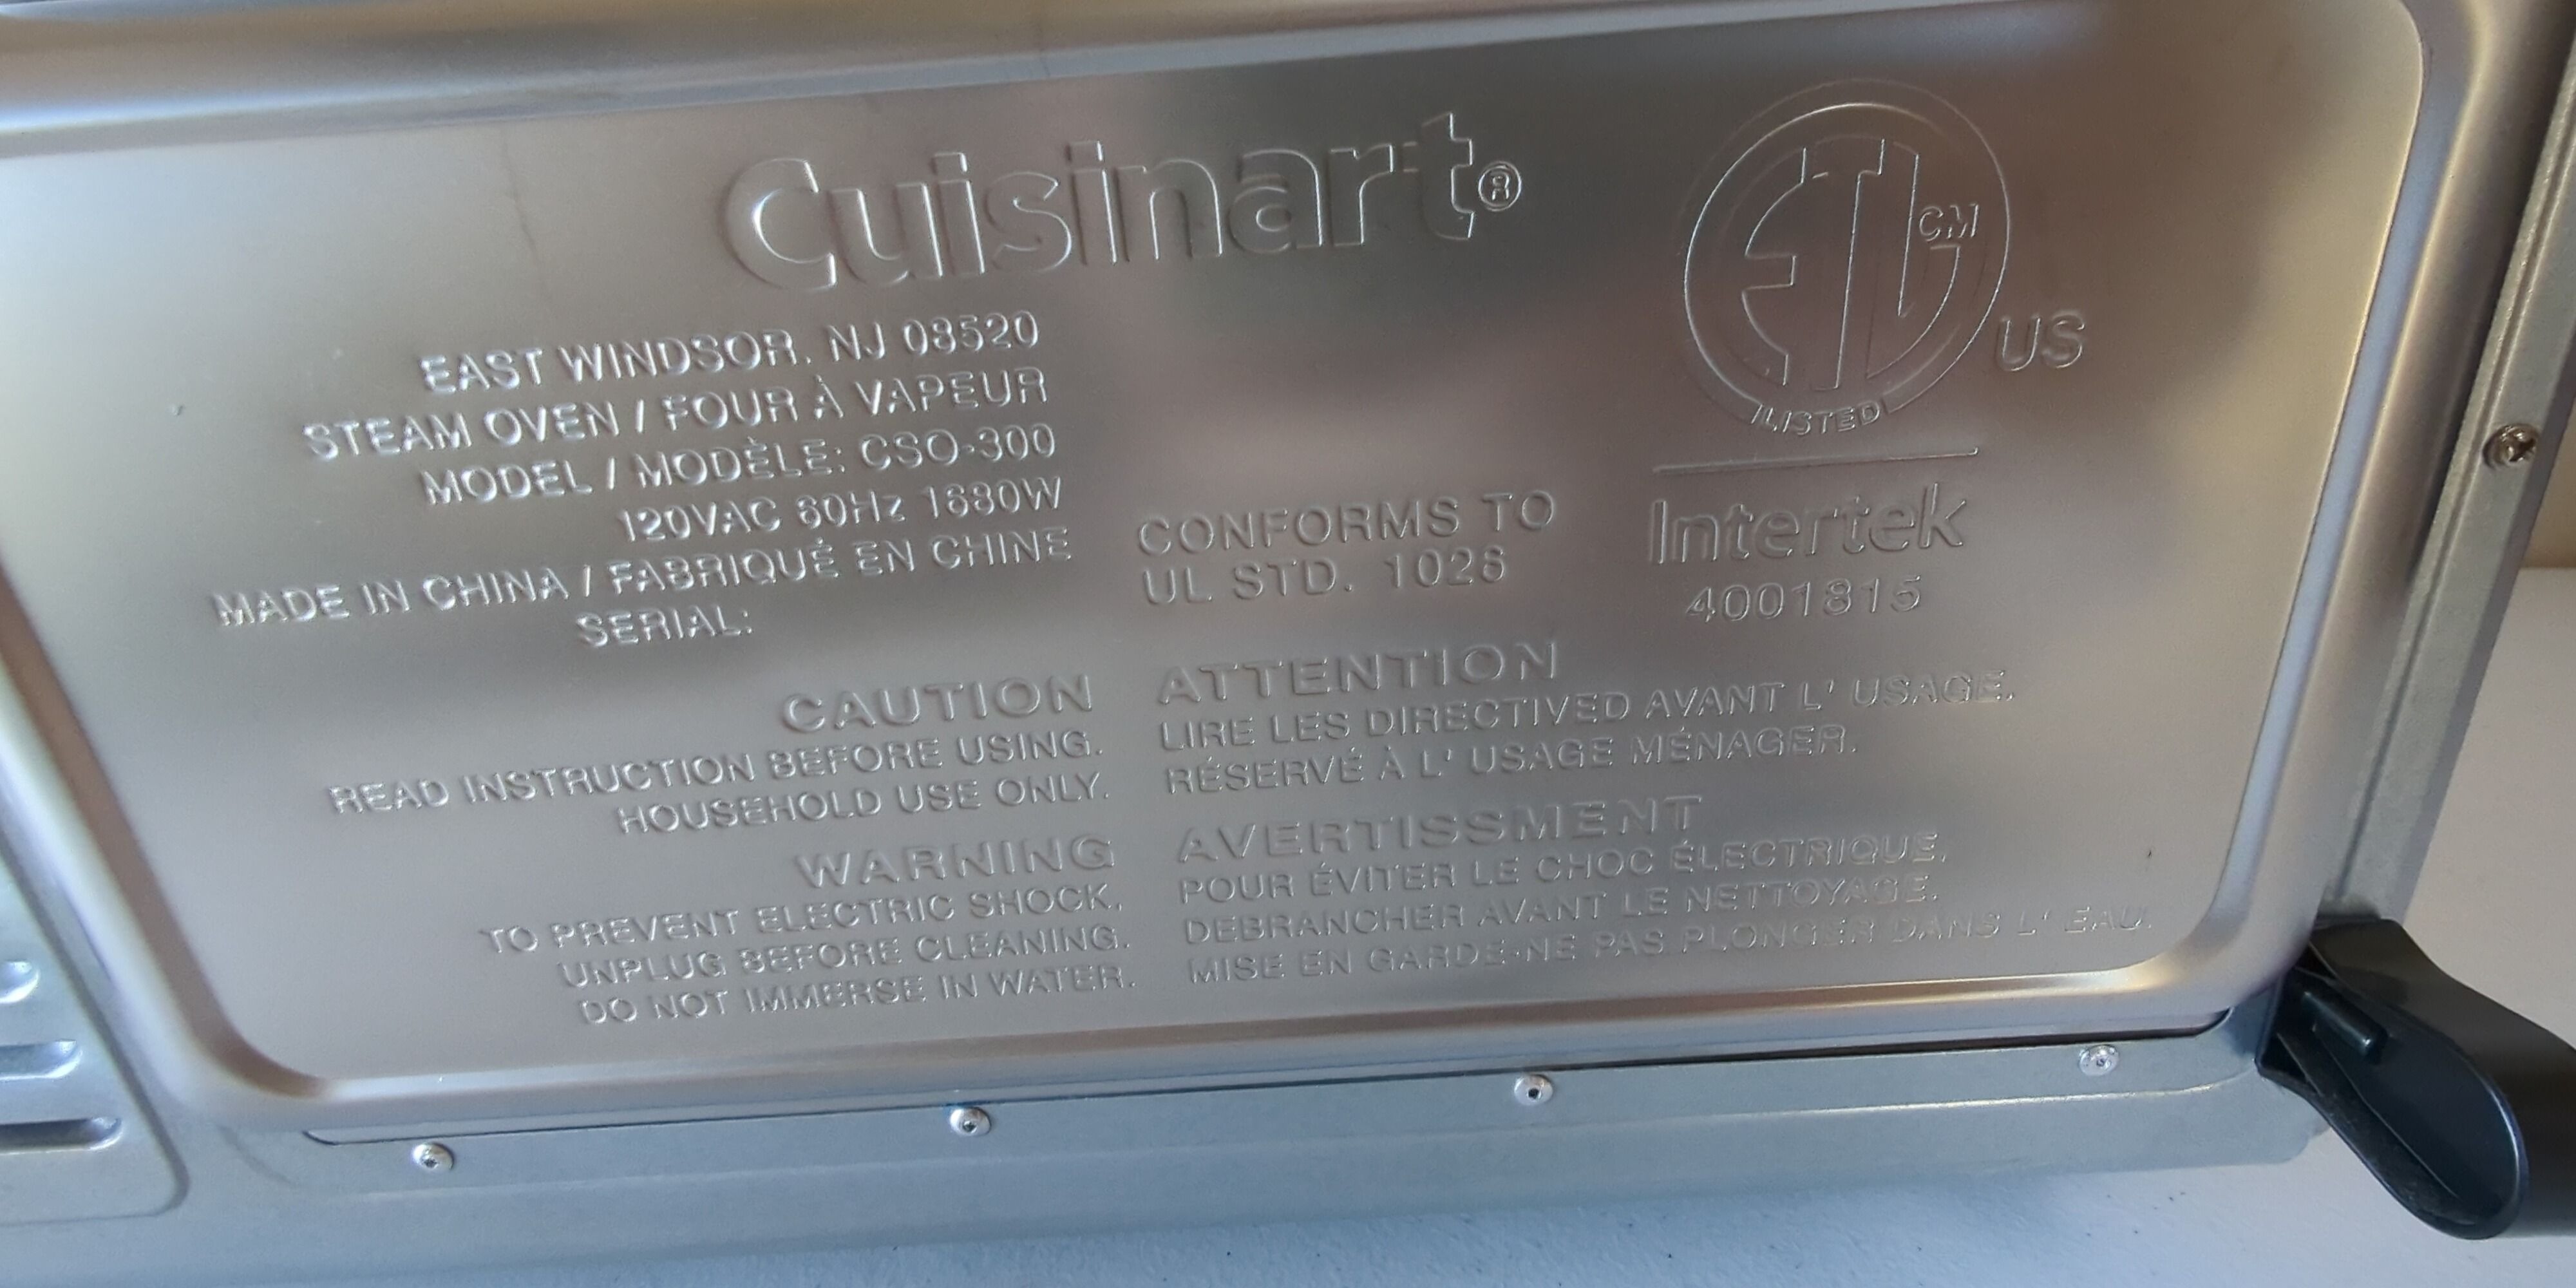 Cuisinart®
EAST WINDSOR, NJ 08520
STEAM OVEN / FOUR À VAPEUR
MODEL / MODÈLE: CSO-300
120VAC 60Hz 1680W
MADE IN CHINA / FABRIQUÉ EN CHINE
SERIAL:
CONFORMS TO
UL STD. 1026
ETL CM
US
LISTED
Intertek
4001815
CAUTION
READ INSTRUCTION BEFORE USING.
HOUSEHOLD USE ONLY.
WARNING
TO PREVENT ELECTRIC SHOCK,
UNPLUG BEFORE CLEANING.
DO NOT IMMERSE IN WATER.
ATTENTION
LIRE LES DIRECTIVED AVANT L' USAGE.
RÉSERVÉ À L' USAGE MÉNAGER.
AVERTISSMENT
POUR ÉVITER LE CHOC ÉLECTRIQUE,
DEBRANCHER AVANT LE NETTOYAGE.
MISE EN GARDE-NE PAS PLONGER DANS L' EAU.